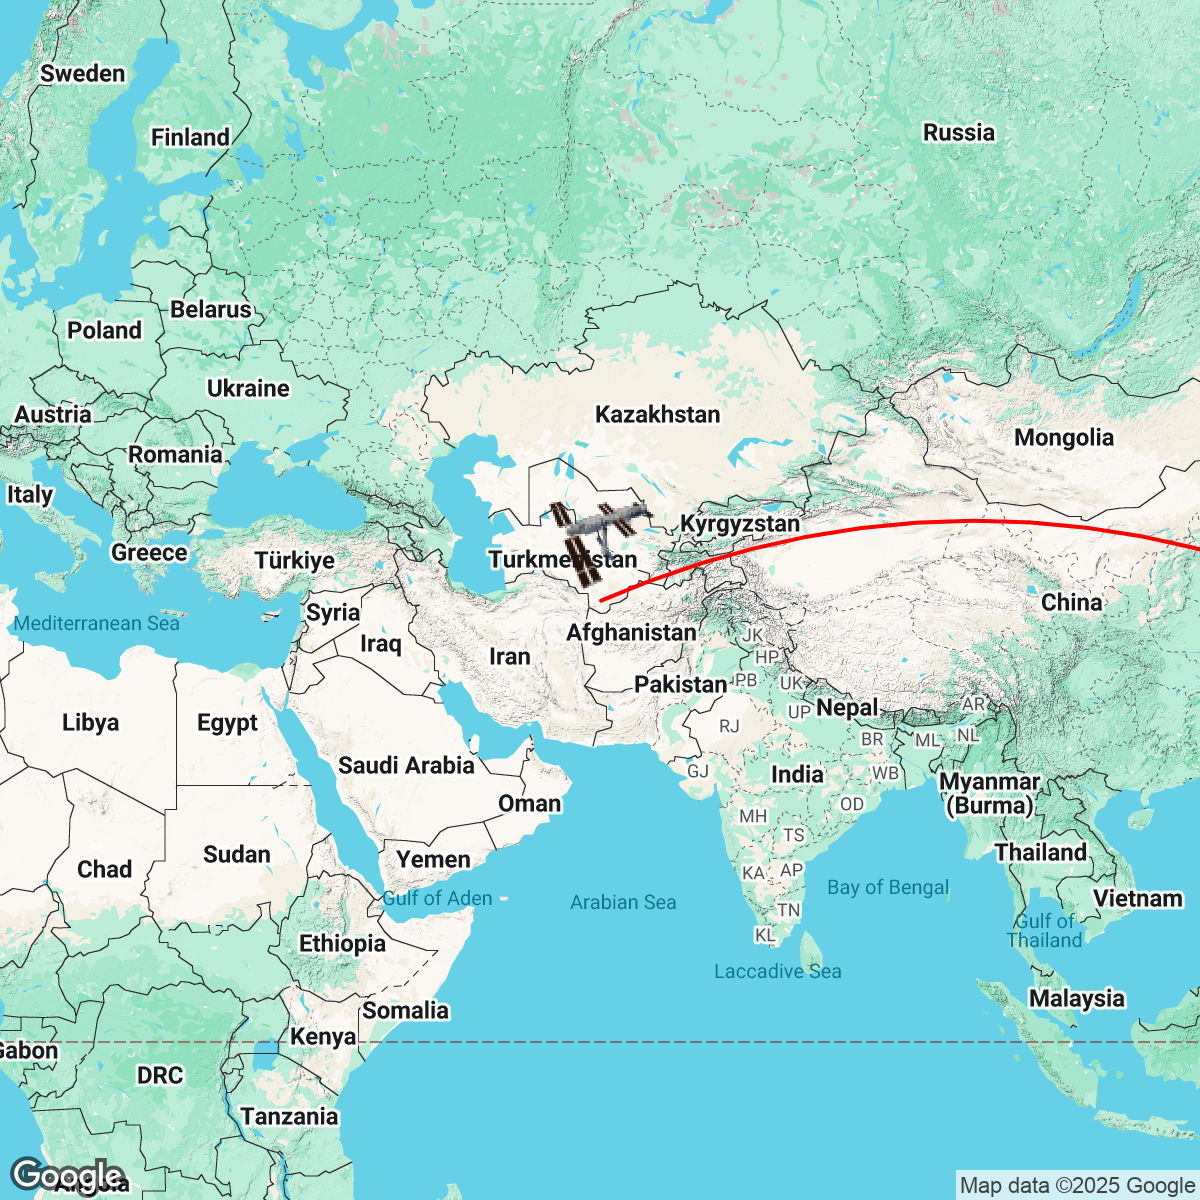 Sweden
Finland
Russia
Belarus
Poland
Ukraine
Austria
Kazakhstan
Romania
Mongolia
Italy
Kyrgyzstan
Greece
Türkiye
Turkmenistan
China
Syria
Mediterranean Sea
Afghanistan
JK
Iraq
Iran
HP
Pakistan
PB
UK
Nepal
AR
UP
Libya
Egypt
RJ
NL
BR
ML
Saudi Arabia
GJ
India
WB
Myanmar
(Burma)
Oman
OD
MH
TS
Sudan
Thailand
Yemen
Chad
KA
AP
Bay of Bengal
Gulf of Aden
Arabian Sea
Vietnam
TN
Gulf of
Thailand
KL
Ethiopia
Laccadive Sea
Malaysia
Somalia
Kenya
Gabon
DRC
Tanzania
Google
Angola
Map data ©2025 Google